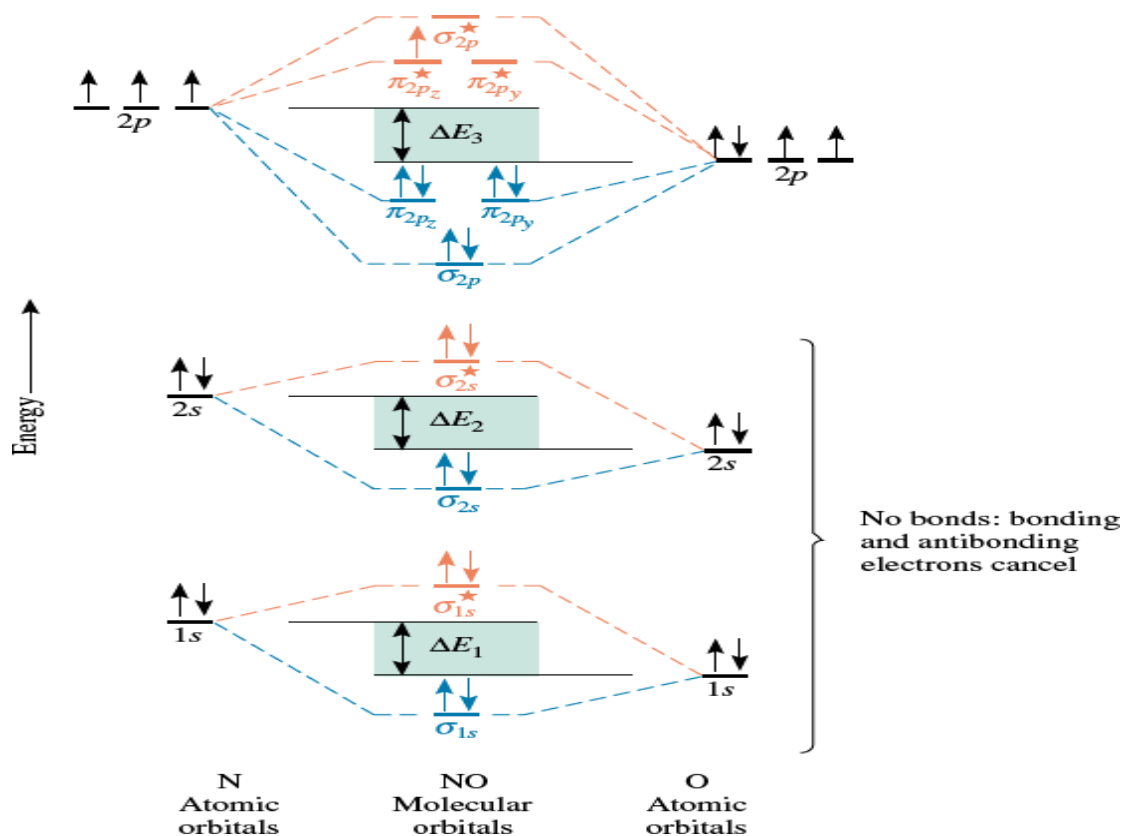 σ★2p
π★2pz π★2py
2p
ΔE3
2p
π2pz π2py
σ2p
Energy
σ★2s
2s
ΔE2
2s
σ2s
No bonds: bonding
and antibonding
electrons cancel
σ★1s
1s
ΔE1
1s
σ1s
N
Atomic
orbitals
NO
Molecular
orbitals
O
Atomic
orbitals